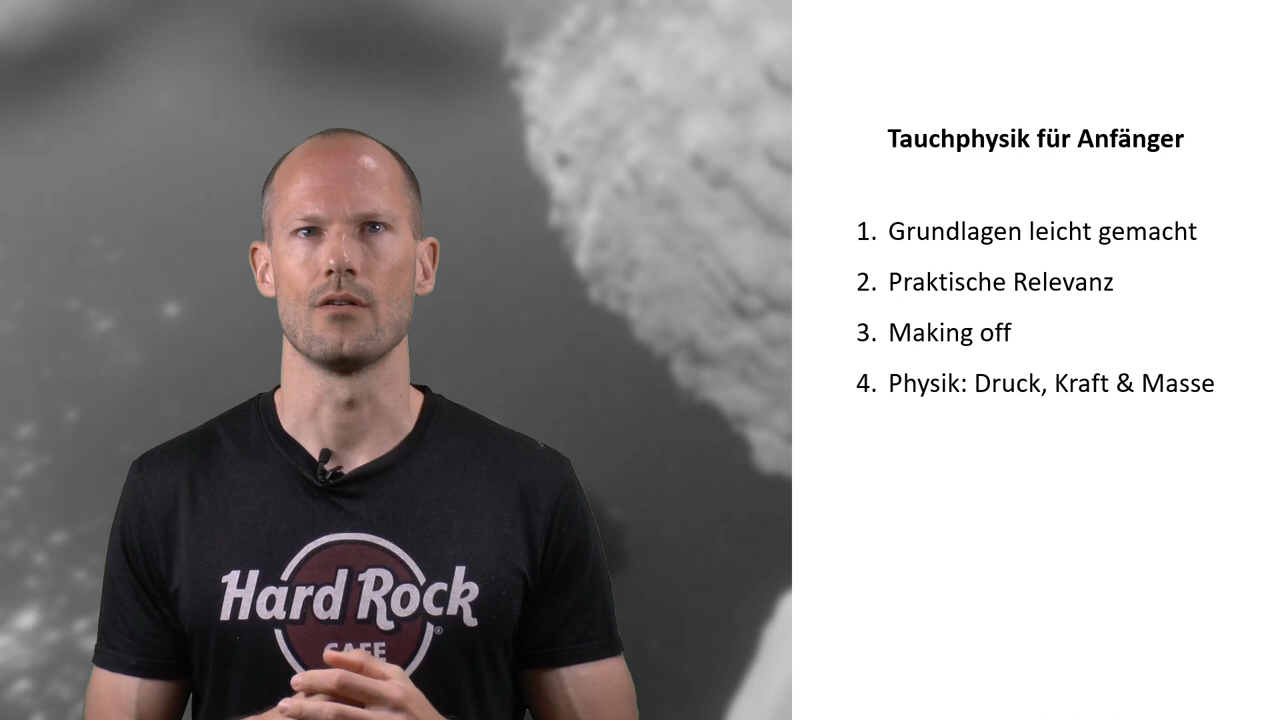 Tauchphysik für Anfänger
1. Grundlagen leicht gemacht
2. Praktische Relevanz
3. Making off
4. Physik: Druck, Kraft & Masse
Hard Rock
CAFE